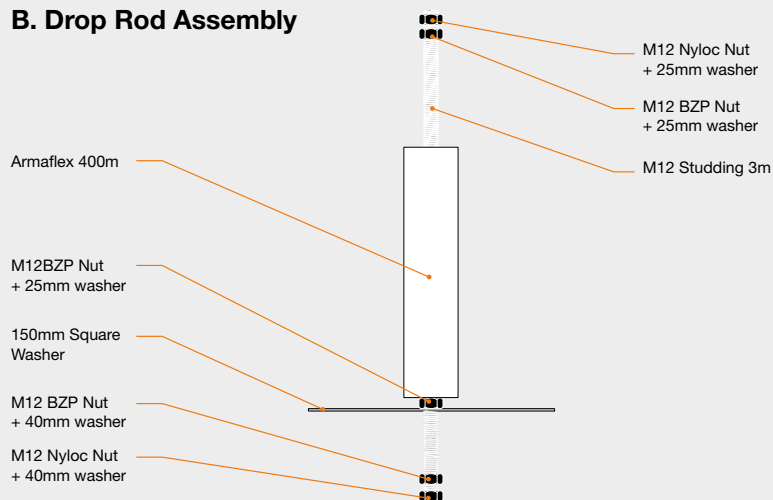 B. Drop Rod Assembly
M12 Nyloc Nut
+ 25mm washer
M12 BZP Nut
+ 25mm washer
M12 Studding 3m
Armaflex 400m
M12BZP Nut
+ 25mm washer
150mm Square
Washer
M12 BZP Nut
+ 40mm washer
M12 Nyloc Nut
+ 40mm washer